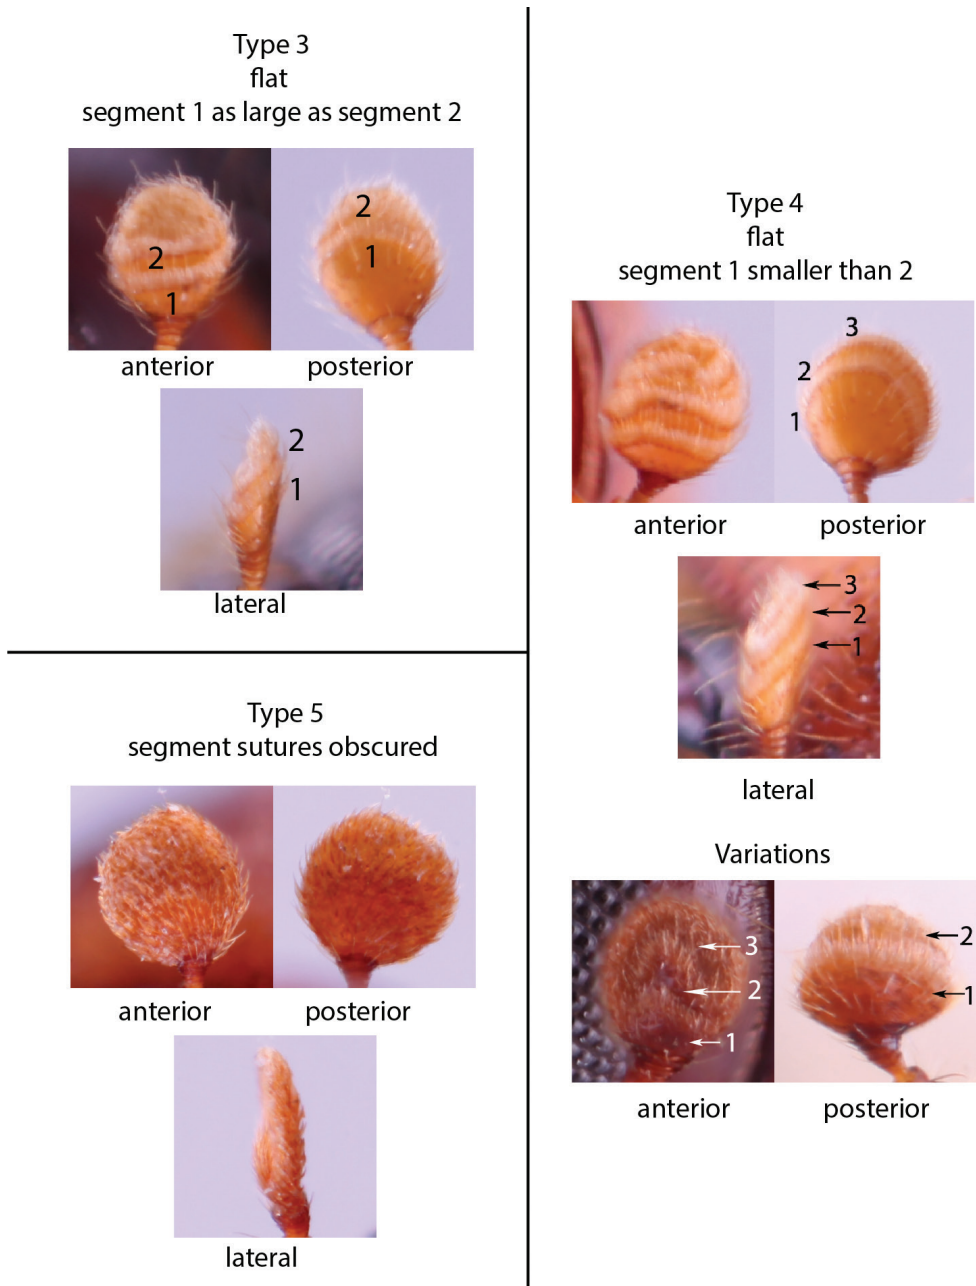 Type 3
flat
segment 1 as large as segment 2
2
1
2
1
anterior
posterior
2
1
lateral
Type 5
segment sutures obscured
anterior
posterior
lateral
Type 4
flat
segment 1 smaller than 2
3
2
1
anterior
posterior
3
2
1
lateral
Variations
3
2
1
2
1
anterior
posterior